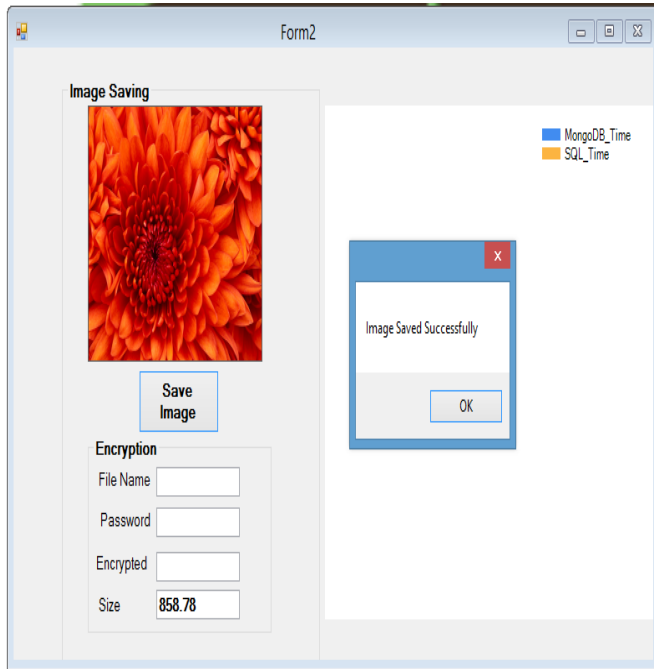 Form2
Image Saving
MongoDB_Time
SQL_Time
x
Image Saved Successfully
OK
Save
Image
Encryption
File Name
Password
Encrypted
Size 858.78